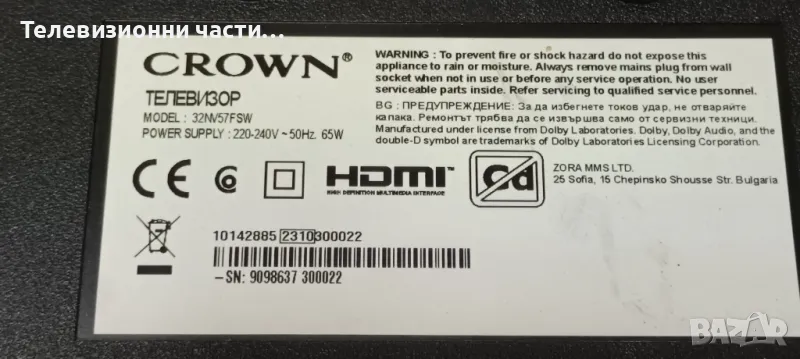 Телевизионни части…
CROWN®
ТЕЛЕВИЗОР
MODEL : 32NV57FSW
POWER SUPPLY : 220-240V ~ 50Hz. 65W
WARNING : To prevent fire or shock hazard do not expose this
appliance to rain or moisture. Always remove mains plug from wall
socket when not in use or before any service operation. No user
serviceable parts inside. Refer servicing to qualified service personnel.
BG : ПРЕДУПРЕЖДЕНИЕ: За да избегнете токов удар, не отваряйте
капака. Ремонтът трябва да се извършва само от сервизни техници.
Manufactured under license from Dolby Laboratories. Dolby, Dolby Audio, and the
double-D symbol are trademarks of Dolby Laboratories Licensing Corporation.
CE
HDMI™
HIGH DEFINITION MULTIMEDIA INTERFACE
Cd
ZORA MMS LTD.
25 Sofia, 15 Chepinsko Shousse Str. Bulgaria
10142885 2310300022
-SN: 9098637 300022
BAZAR.BG